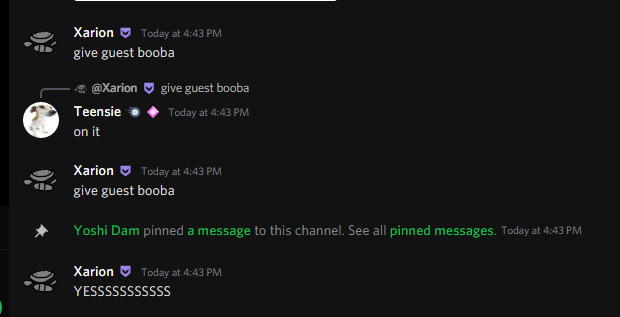 Xarion Today at 4:43 PM
give guest booba
@Xarion give guest booba
Teensie Today at 4:43 PM
on it
Xarion Today at 4:43 PM
give guest booba
Yoshi Dam pinned a message to this channel. See all pinned messages. Today at 4:43 PM
Xarion Today at 4:43 PM
YESSSSSSSSSSS